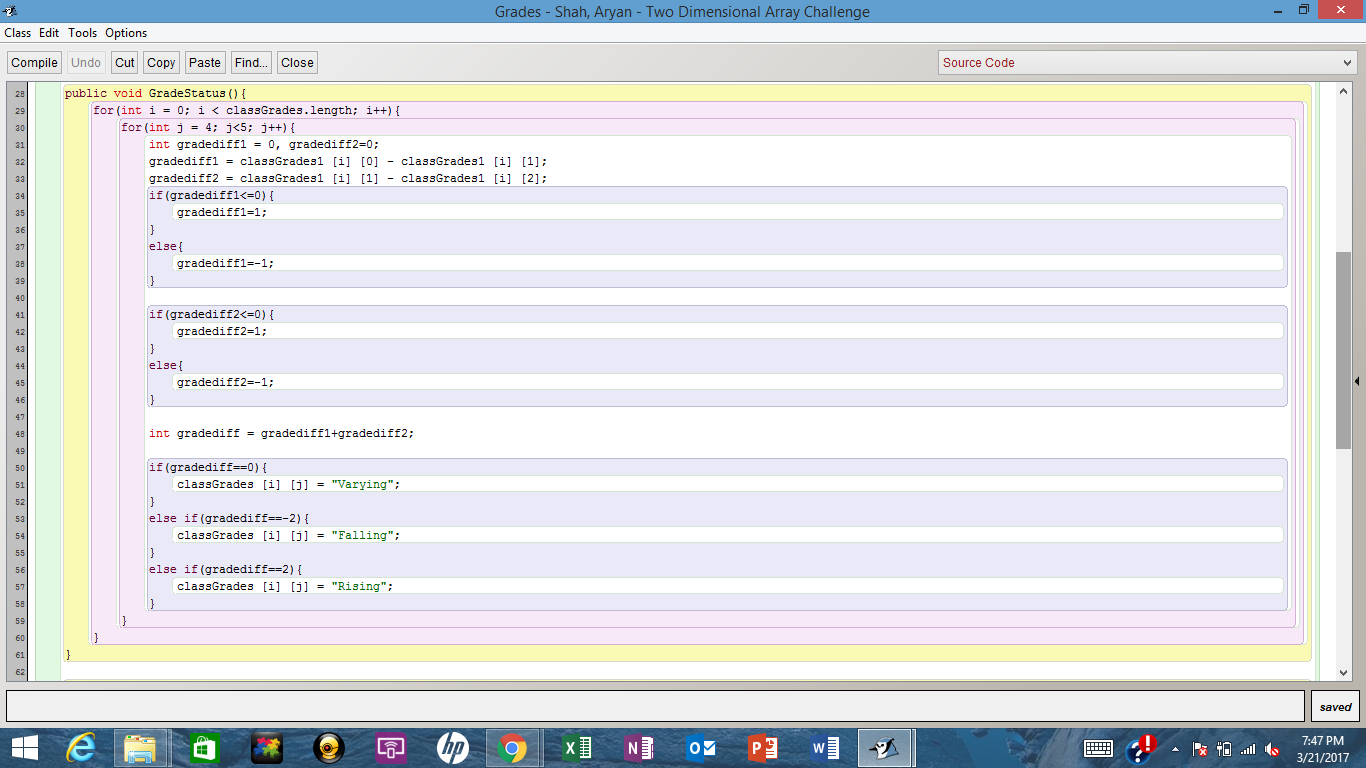 Grades - Shah, Aryan - Two Dimensional Array Challenge
Class Edit Tools Options
Compile Undo Cut Copy Paste Find... Close Source Code
28 public void GradeStatus(){
29 for(int i = 0; i < classGrades.length; i++){
30 for(int j = 4; j<5; j++){
31 int gradediff1 = 0, gradediff2=0;
32 gradediff1 = classGrades1 [i] [0] - classGrades1 [i] [1];
33 gradediff2 = classGrades1 [i] [1] - classGrades1 [i] [2];
34 if(gradediff1<=0){
35 gradediff1=1;
36 }
37 else{
38 gradediff1=-1;
39 }
40
41 if(gradediff2<=0){
42 gradediff2=1;
43 }
44 else{
45 gradediff2=-1;
46 }
47
48 int gradediff = gradediff1+gradediff2;
49
50 if(gradediff==0){
51 classGrades [i] [j] = "Varying";
52 }
53 else if(gradediff==-2){
54 classGrades [i] [j] = "Falling";
55 }
56 else if(gradediff==2){
57 classGrades [i] [j] = "Rising";
58 }
59 }
60 }
61 }
62
saved
7:47 PM
3/21/2017